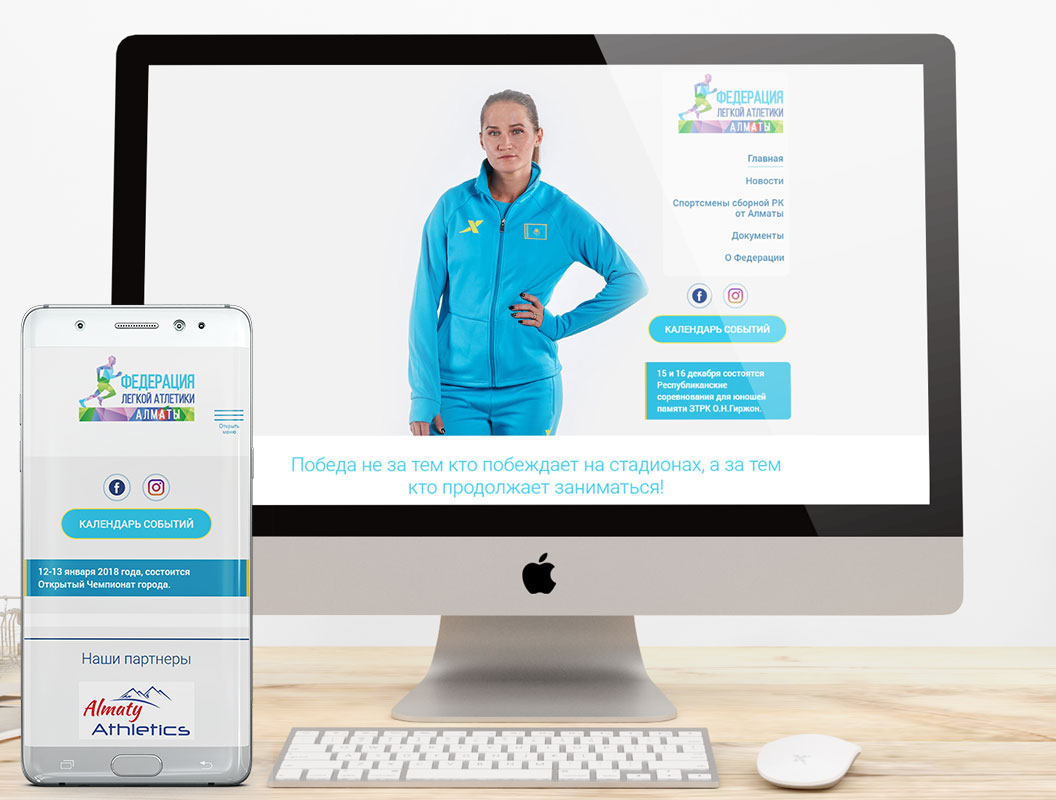 ФЕДЕРАЦИЯ
ЛЕГКОЙ АТЛЕТИКИ
АЛМАТЫ
Главная
Новости
Спортсмены сборной РК
от Алматы
Документы
О Федерации
КАЛЕНДАРЬ СОБЫТИЙ
15 и 16 декабря состоятся
Республиканские
соревнования для юношей
памяти ЗТРК О.Н.Гиржон.
Победа не за тем кто побеждает на стадионах, а за тем
кто продолжает заниматься!
ФЕДЕРАЦИЯ
ЛЕГКОЙ АТЛЕТИКИ
АЛМАТЫ
Открыть
меню
КАЛЕНДАРЬ СОБЫТИЙ
12-13 января 2018 года, состоится
Открытый Чемпионат города.
Наши партнеры
Almaty
Athletics